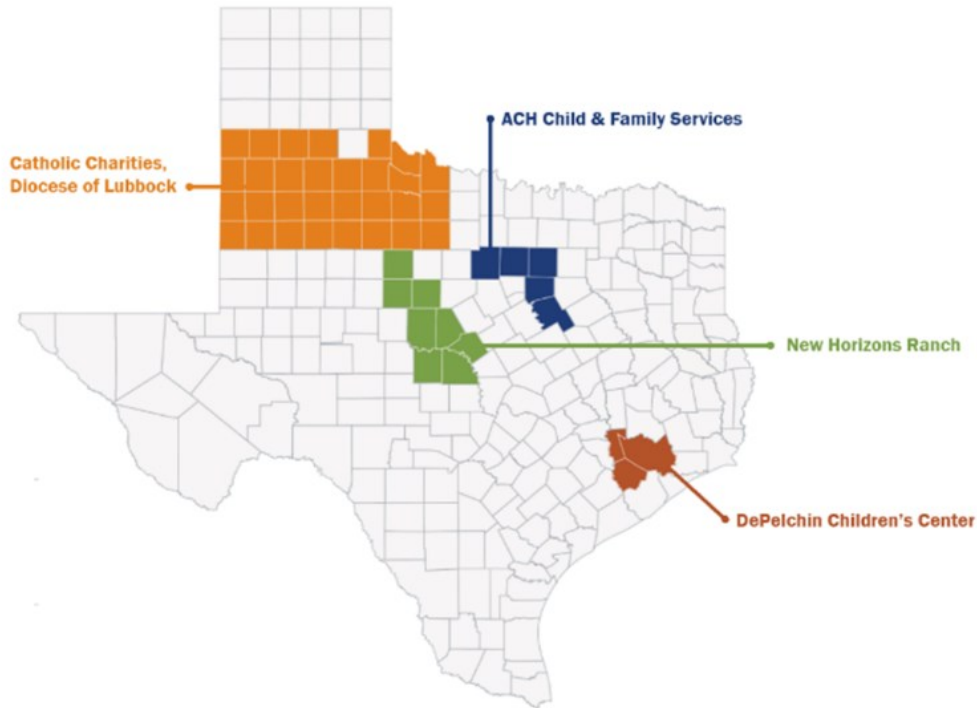 ACH Child & Family Services
Catholic Charities,
Diocese of Lubbock
New Horizons Ranch
DePelchin Children's Center